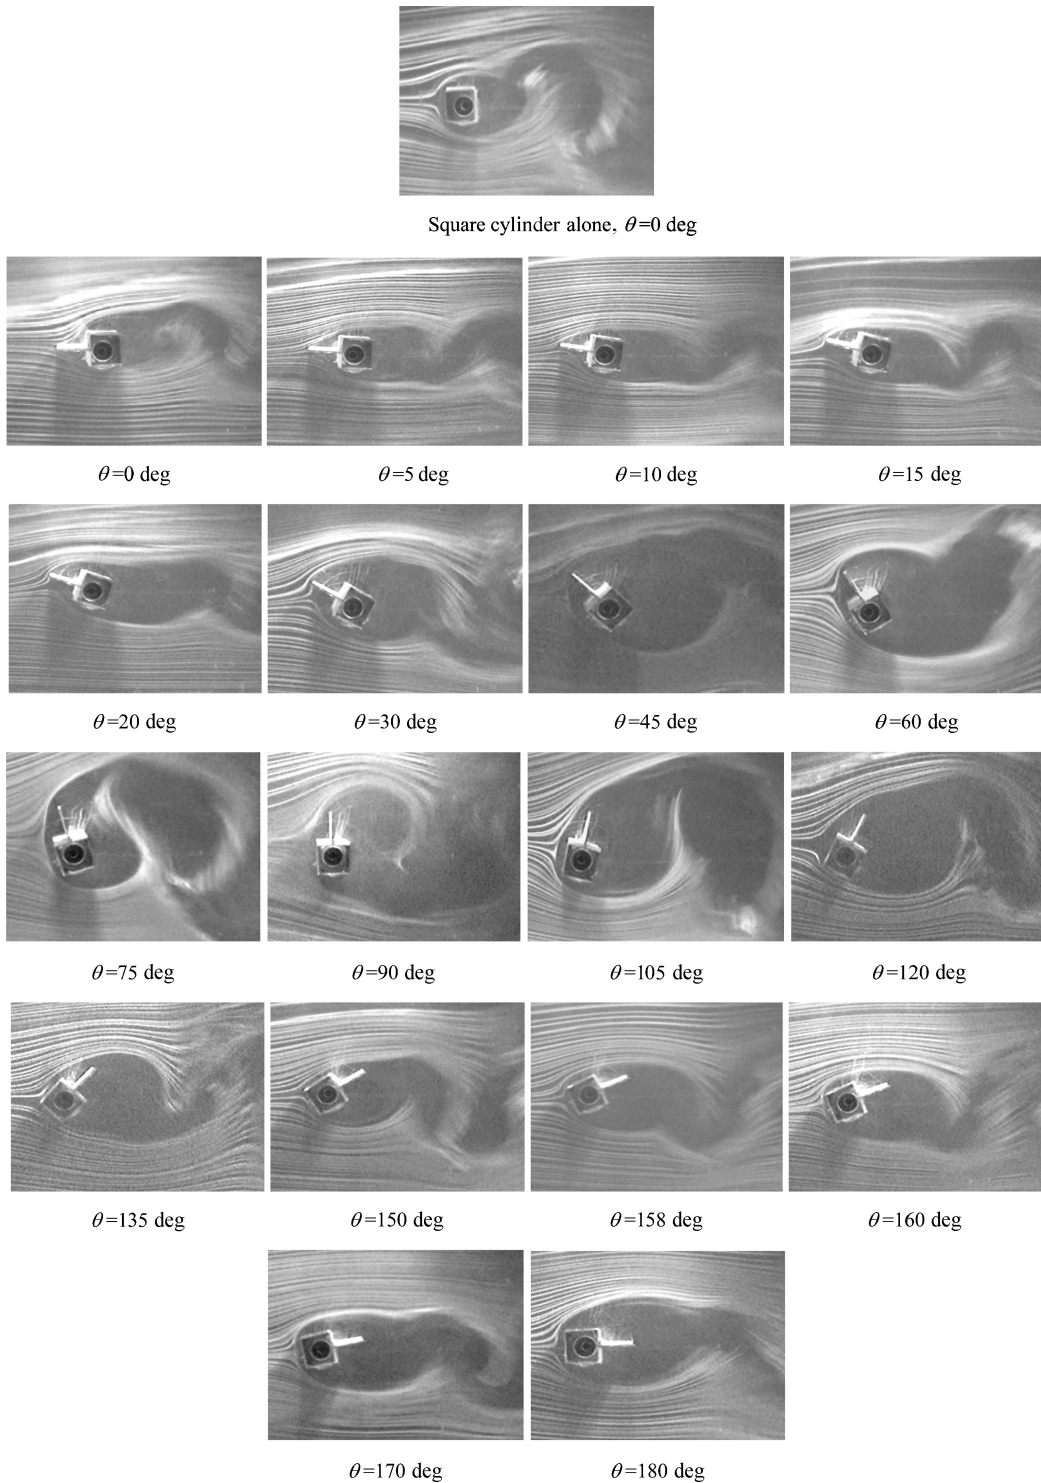 Square cylinder alone, θ=0 deg
θ=0 deg
θ=5 deg
θ=10 deg
θ=15 deg
θ=20 deg
θ=30 deg
θ=45 deg
θ=60 deg
θ=75 deg
θ=90 deg
θ=105 deg
θ=120 deg
θ=135 deg
θ=150 deg
θ=158 deg
θ=160 deg
θ=170 deg
θ=180 deg